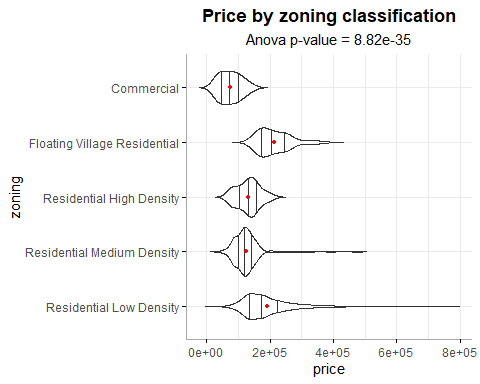 Price by zoning classification
Anova p-value = 8.82e-35
Commercial
Floating Village Residential
Residential High Density
Residential Medium Density
Residential Low Density
zoning
0e+00 2e+05 4e+05 6e+05 8e+05
price